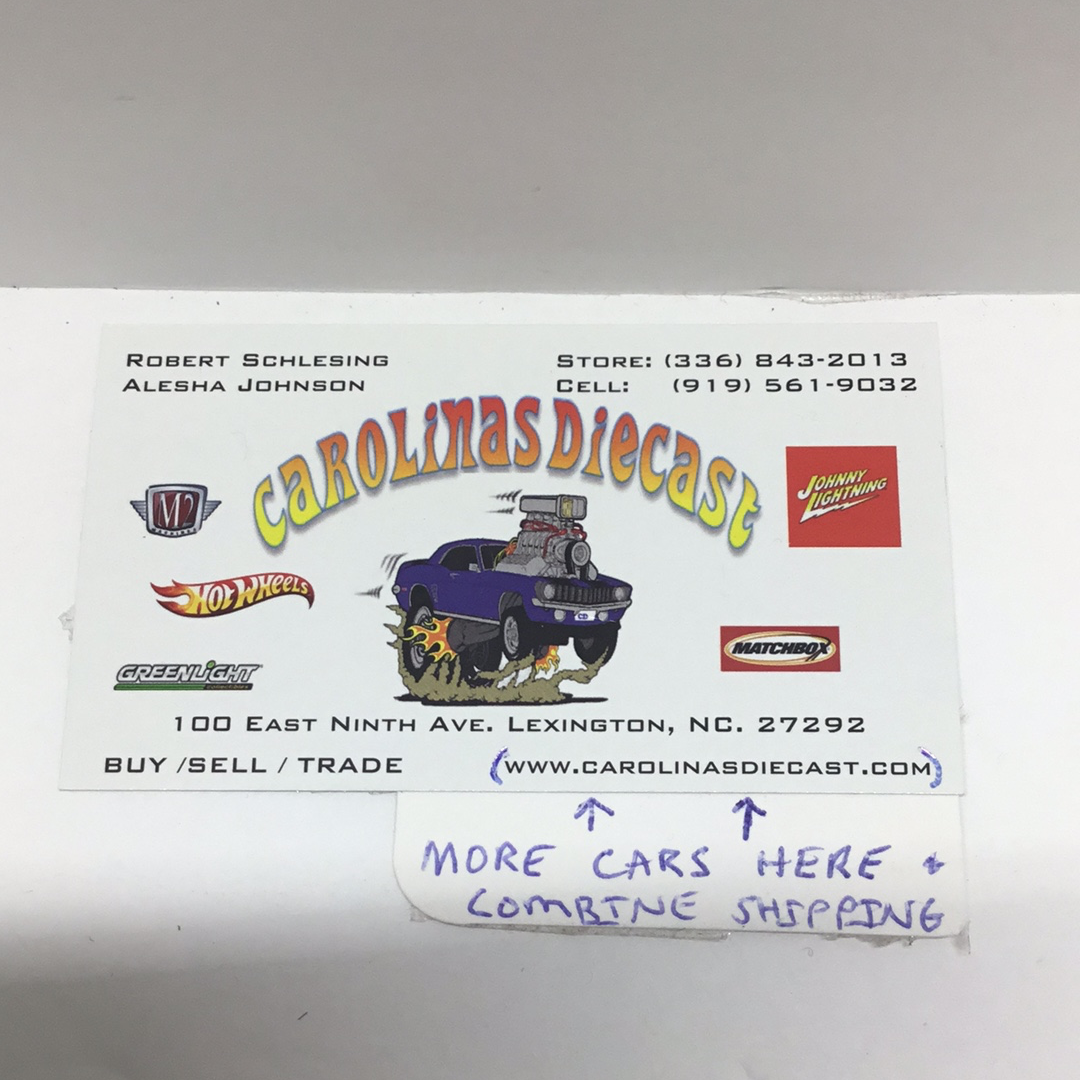 ROBERT SCHLESING
ALESHA JOHNSON
STORE: (336) 843-2013
CELL: (919) 561-9032
CAROLiNas DiecasT
M2
JOHNNY
LIGHTNING
HOT WHEELS
GREENLiGHT
collectibles
MATCHBOX
CD
100 EAST NINTH AVE. LEXINGTON, NC. 27292
BUY /SELL / TRADE
(WWW.CAROLINASDIECAST.COM)
MORE CARS HERE +
COMBINE SHIPPING